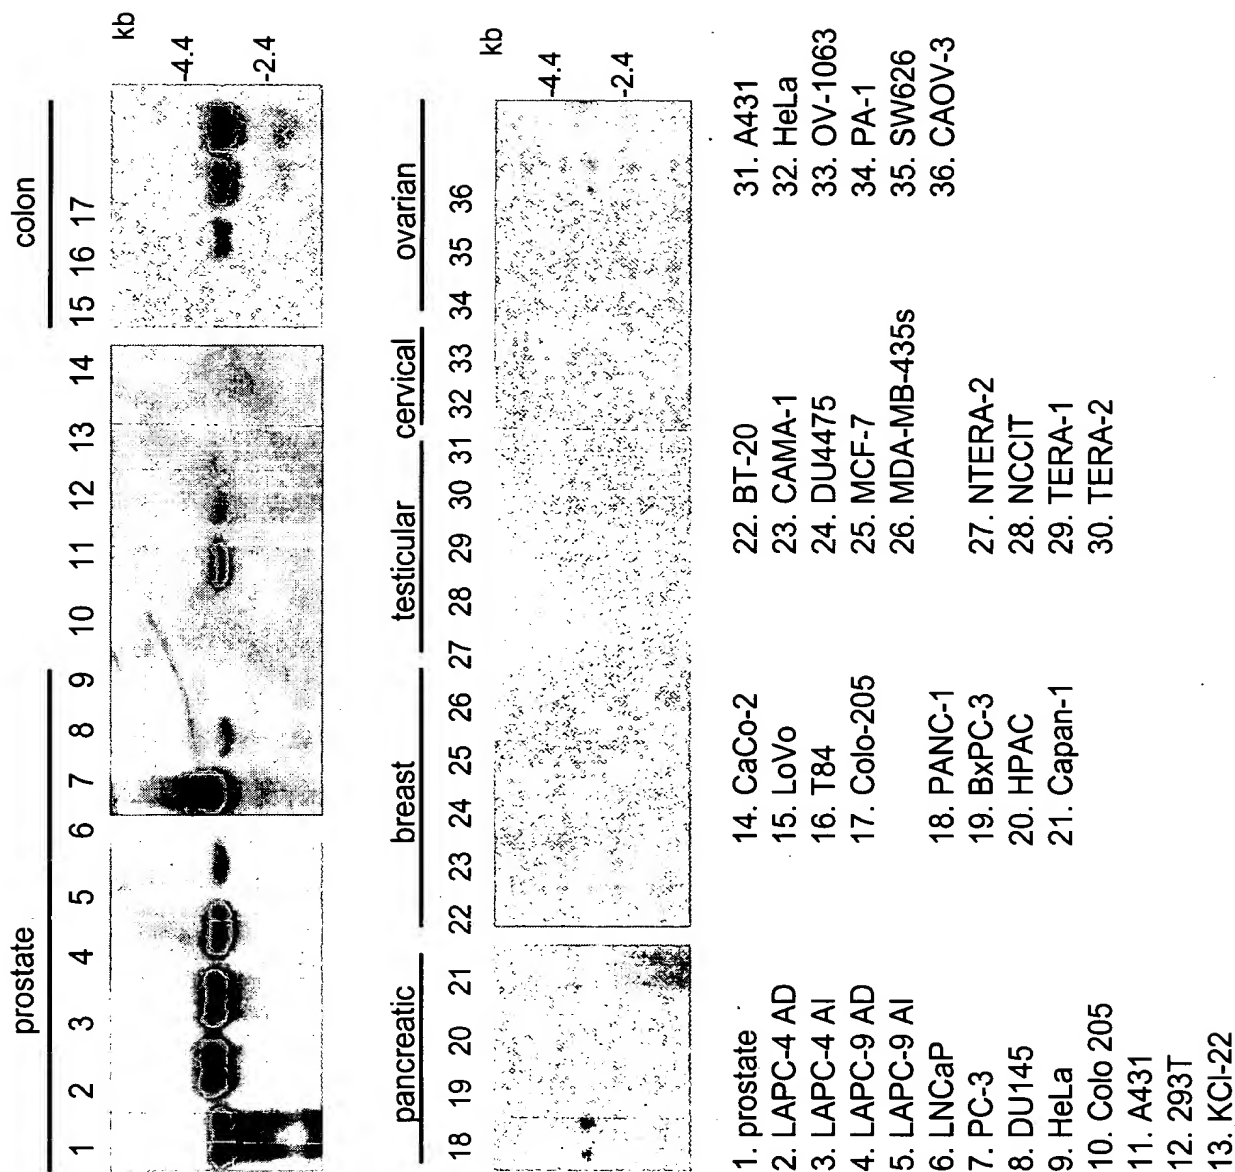 prostate
colon
1 2 3 4 5 6 7 8 9 10 11 12 13 14 15 16 17
kb
-4.4
-2.4
pancreatic
breast
testicular
cervical
ovarian
18 19 20 21 22 23 24 25 26 27 28 29 30 31 32 33 34 35 36
kb
-4.4
-2.4
1. prostate
2. LAPC-4 AD
3. LAPC-4 AI
4. LAPC-9 AD
5. LAPC-9 AI
6. LNCaP
7. PC-3
8. DU145
9. HeLa
10. Colo 205
11. A431
12. 293T
13. KCl-22
14. CaCo-2
15. LoVo
16. T84
17. Colo-205
18. PANC-1
19. BxPC-3
20. HPAC
21. Capan-1
22. BT-20
23. CAMA-1
24. DU4475
25. MCF-7
26. MDA-MB-435s
27. NTERA-2
28. NCCIT
29. TERA-1
30. TERA-2
31. A431
32. HeLa
33. OV-1063
34. PA-1
35. SW626
36. CAOV-3